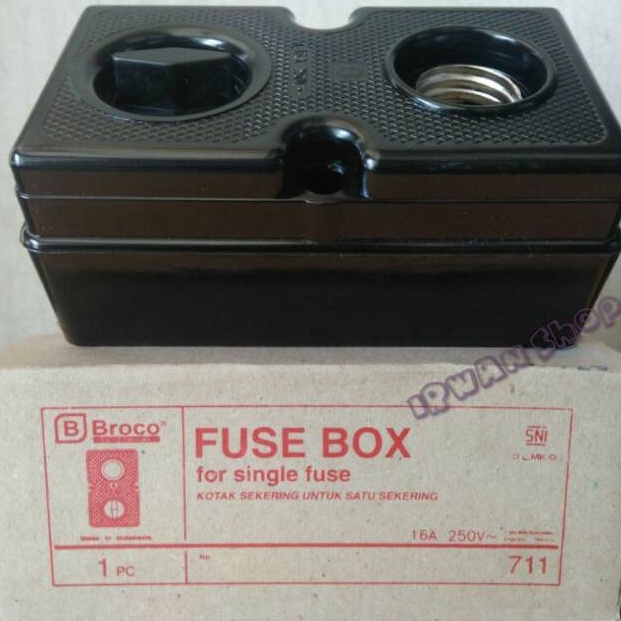 IRWAN Shop
B Broco®
FUSE BOX
for single fuse
KOTAK SEKERING UNTUK SATU SEKERING
SNI
Made in Indonesia
16A 250V~
1 PC
No
711